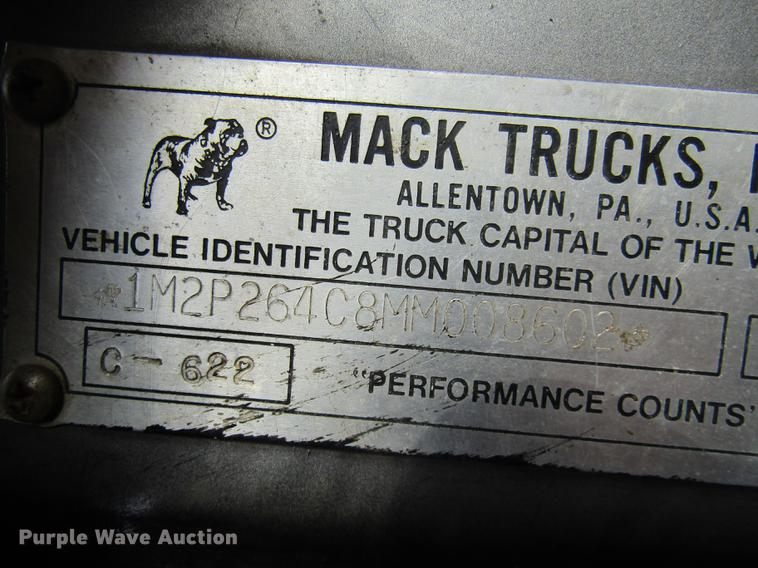 ®
MACK TRUCKS,
ALLENTOWN, PA., U.S.A.
THE TRUCK CAPITAL OF THE W
VEHICLE IDENTIFICATION NUMBER (VIN)
*1M2P264C8MM008602*
C - 622
"PERFORMANCE COUNTS"
Purple Wave Auction